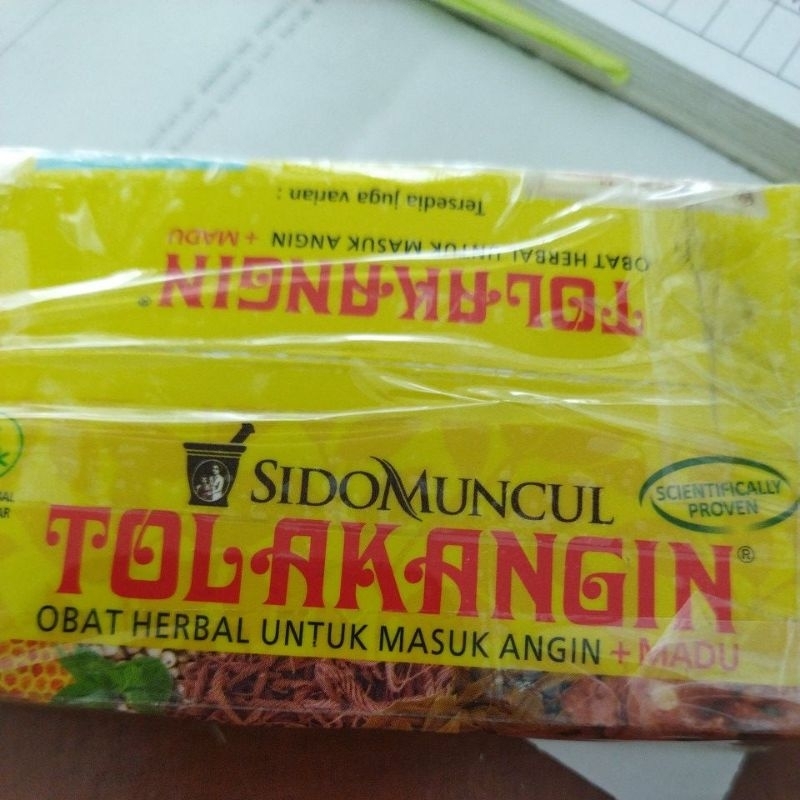 Tersedia juga varian :
OBAT HERBAL UNTUK MASUK ANGIN + MADU
TOLAKANGIN®
SIDOMUNCUL
SCIENTIFICALLY
PROVEN
TOLAKANGIN®
OBAT HERBAL UNTUK MASUK ANGIN + MADU